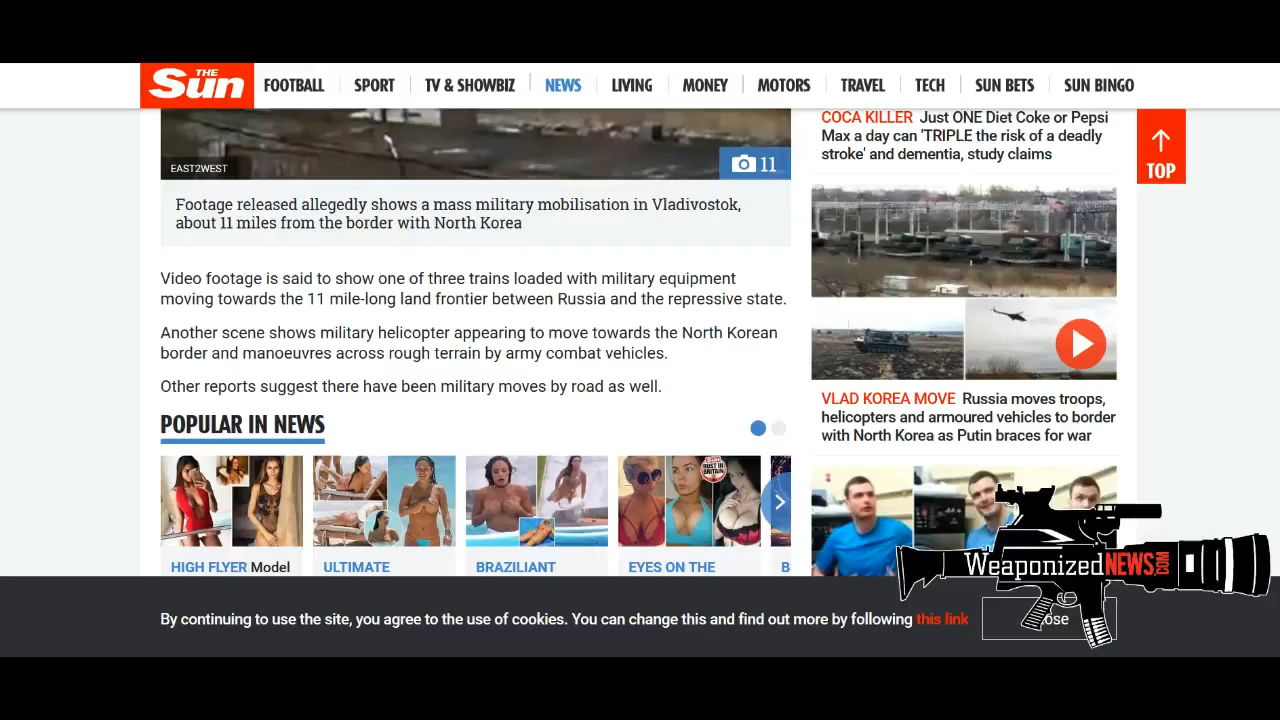 THE
Sun
FOOTBALL
SPORT
TV & SHOWBIZ
NEWS
LIVING
MONEY
MOTORS
TRAVEL
TECH
SUN BETS
SUN BINGO
EAST2WEST
11
Footage released allegedly shows a mass military mobilisation in Vladivostok,
about 11 miles from the border with North Korea
Video footage is said to show one of three trains loaded with military equipment
moving towards the 11 mile-long land frontier between Russia and the repressive state.
Another scene shows military helicopter appearing to move towards the North Korean
border and manoeuvres across rough terrain by army combat vehicles.
Other reports suggest there have been military moves by road as well.
POPULAR IN NEWS
HIGH FLYER Model
ULTIMATE
BRAZILIANT
EYES ON THE
B
COCA KILLER Just ONE Diet Coke or Pepsi
Max a day can 'TRIPLE the risk of a deadly
stroke' and dementia, study claims
TOP
VLAD KOREA MOVE Russia moves troops,
helicopters and armoured vehicles to border
with North Korea as Putin braces for war
WeaponizedNEWS.COM
By continuing to use the site, you agree to the use of cookies. You can change this and find out more by following this link